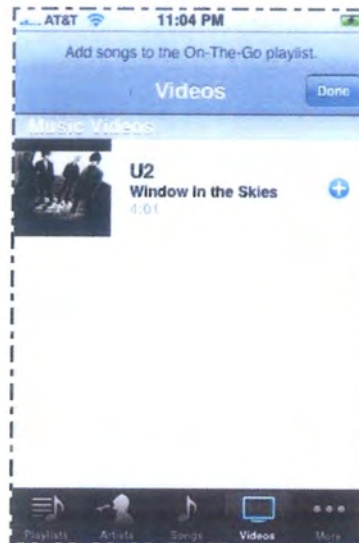 AT&T 11:04 PM
Add songs to the On-The-Go playlist.
Videos Done
Music Videos
U2
Window in the Skies
4:01
Playlists Artists Songs Videos More